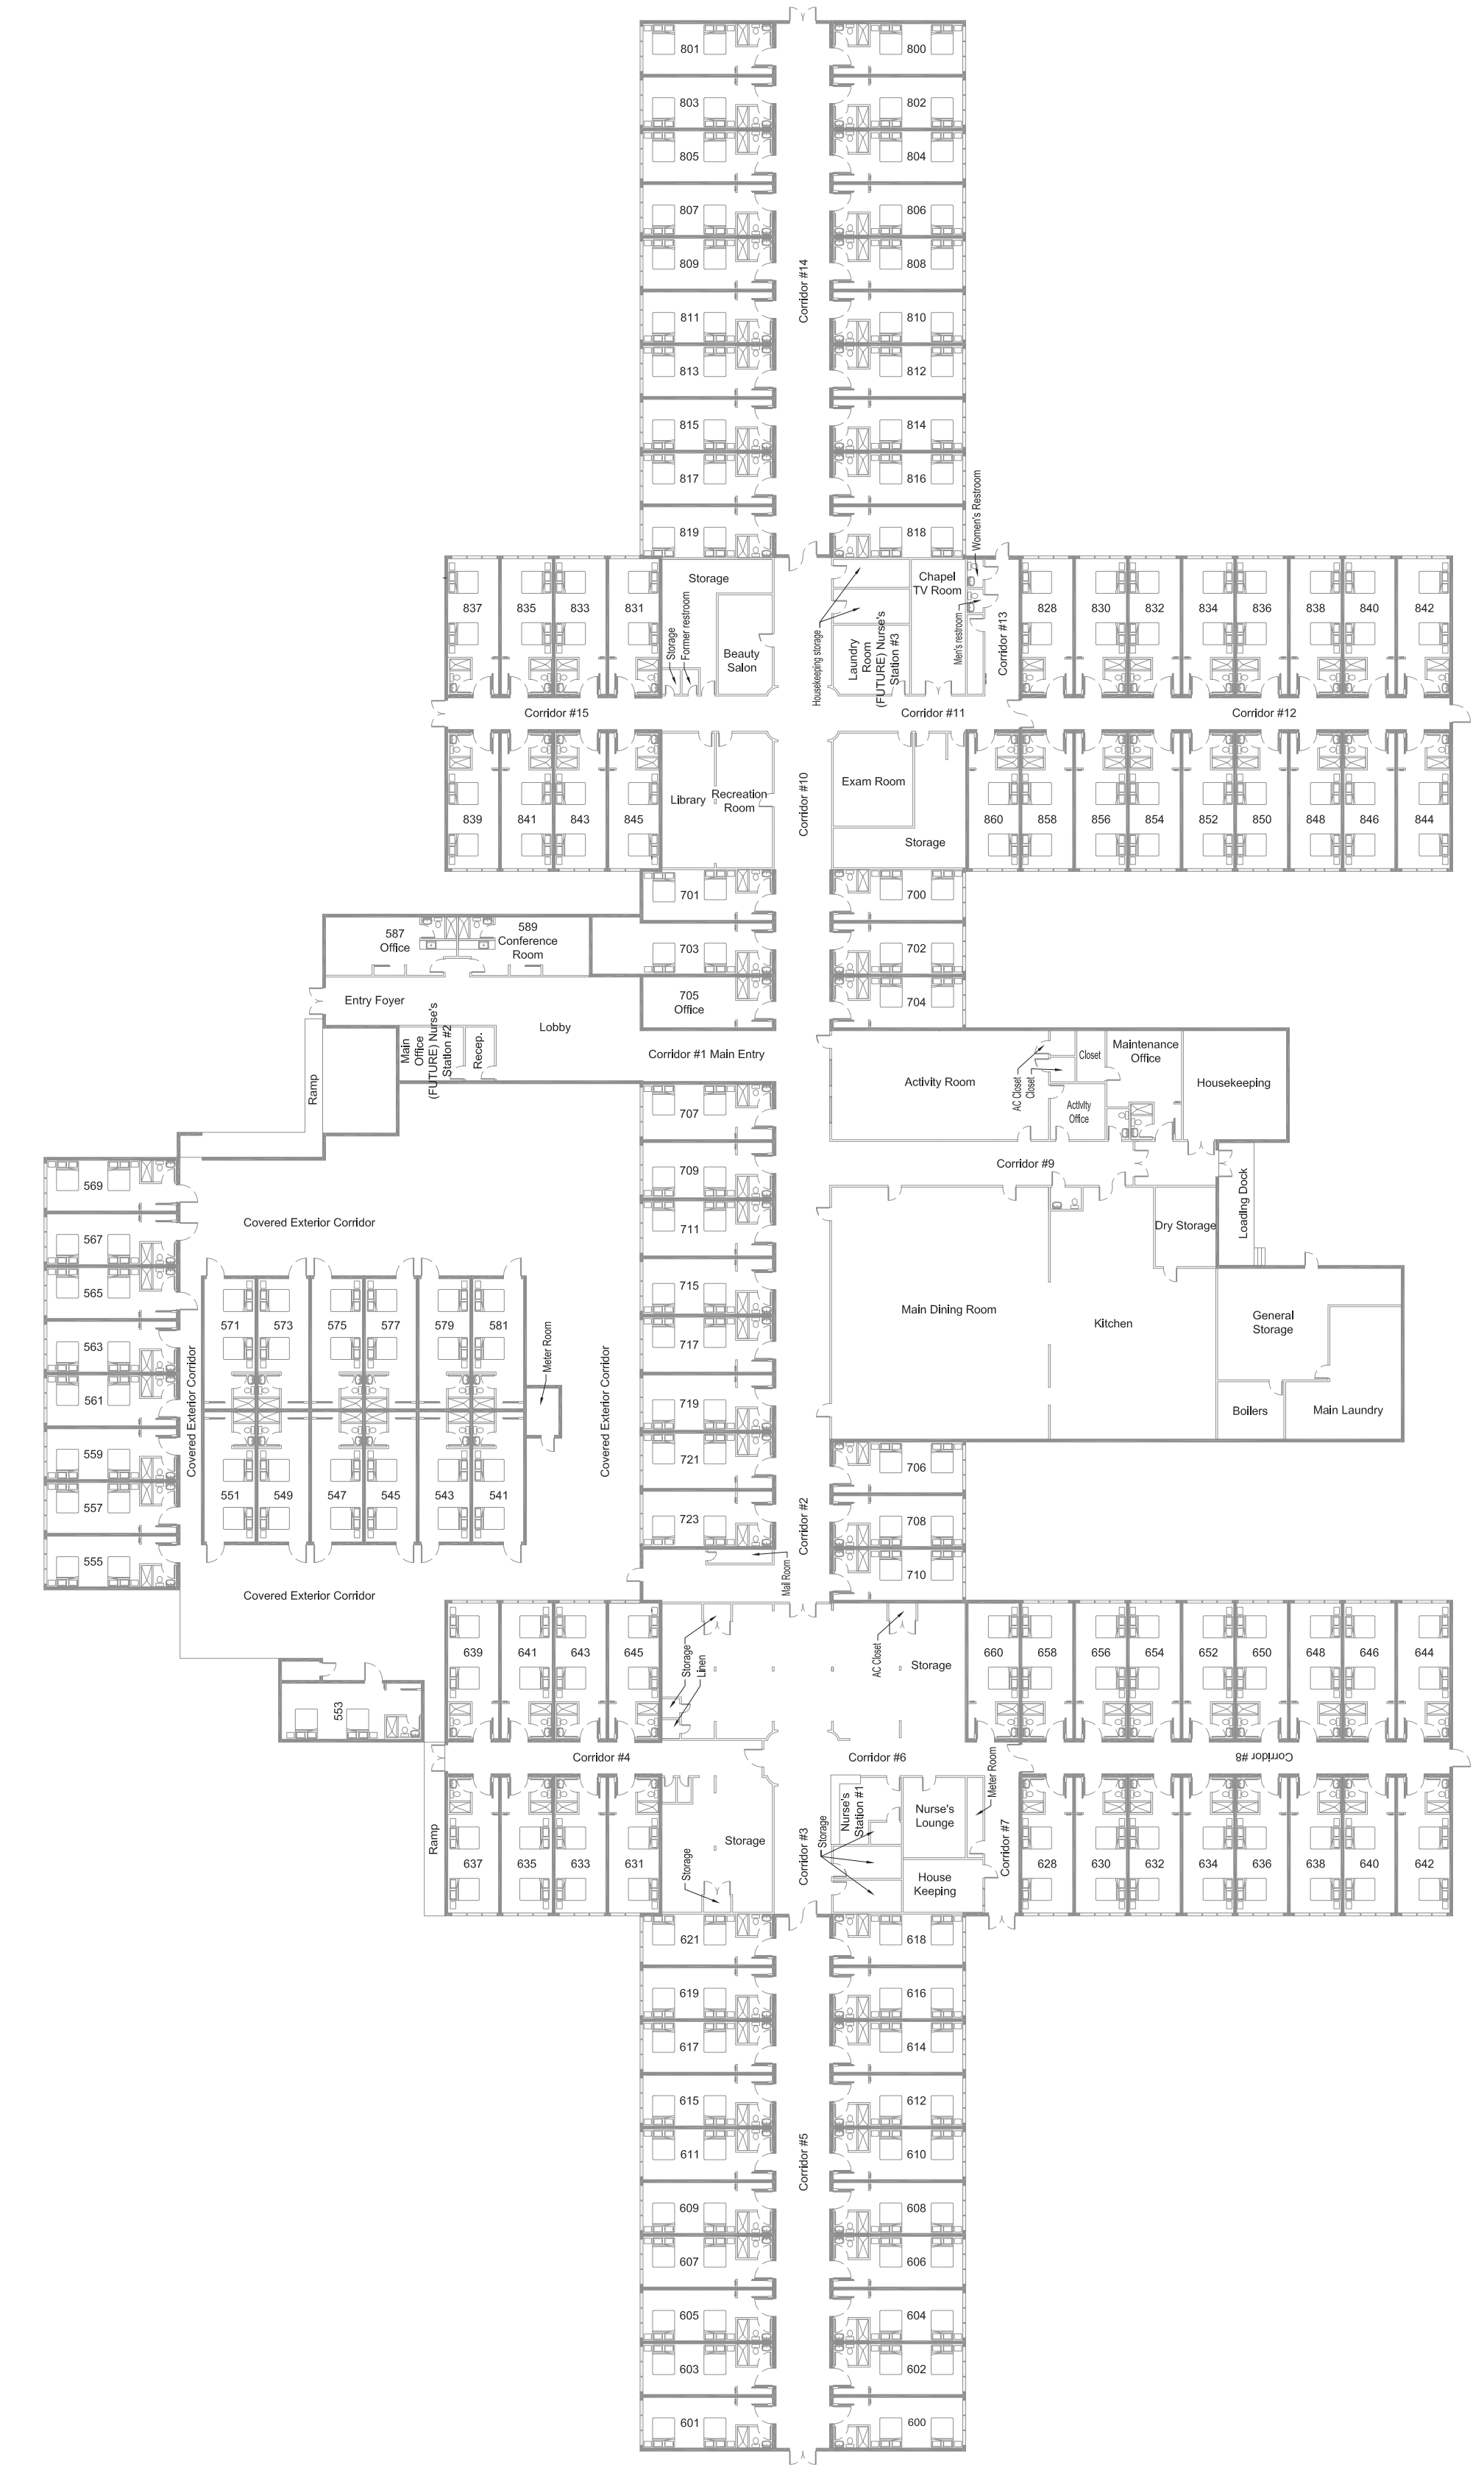 801
800
803
802
805
804
807
806
809
808
Corridor #14
811
810
813
812
815
814
817
816
819
818
Women's Restroom
Storage
Chapel
TV Room
837
835
833
831
Storage
Former restroom
Beauty
Salon
Housekeeping storage
Laundry
Room
(FUTURE) Nurse's
Station #3
Men's restroom
Corridor #13
828
830
832
834
836
838
840
842
Corridor #15
Corridor #11
Corridor #12
Corridor #10
839
841
843
845
Library
Recreation
Room
Exam Room
Storage
860
858
856
854
852
850
848
846
844
701
700
587
Office
589
Conference
Room
703
702
705
Office
704
Entry Foyer
Lobby
Main
Office
(FUTURE) Nurse's
Station #2
Recep.
Corridor #1 Main Entry
Ramp
Activity Room
AC Closet
Closet
Closet
Maintenance
Office
Activity
Office
Housekeeping
707
Corridor #9
709
569
Covered Exterior Corridor
711
Loading Dock
Dry Storage
567
565
715
Main Dining Room
Kitchen
General
Storage
571
573
575
577
579
581
563
717
Meter Room
Covered Exterior Corridor
Covered Exterior Corridor
561
719
Boilers
Main Laundry
559
721
706
557
551
549
547
545
543
541
Corridor #2
723
708
555
Mail Room
710
Covered Exterior Corridor
639
641
643
645
Storage
Linen
AC Closet
Storage
660
658
656
654
652
650
648
646
644
553
Corridor #4
Corridor #6
Corridor #8
Meter Room
Nurse's
Station #1
Nurse's
Lounge
Ramp
637
635
633
631
Storage
Storage
Corridor #3
Storage
House
Keeping
Corridor #7
628
630
632
634
636
638
640
642
621
618
619
616
617
614
615
612
Corridor #5
611
610
609
608
607
606
605
604
603
602
601
600